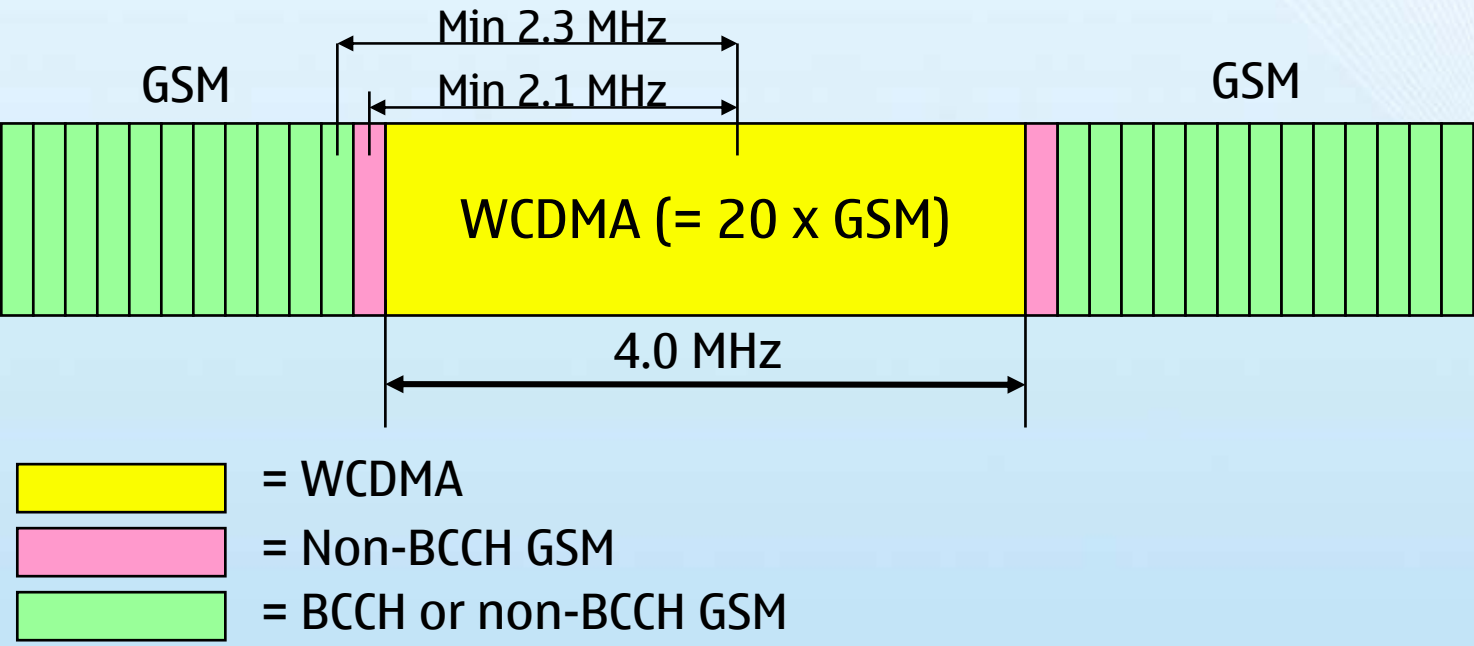 Min 2.3 MHz
GSM
Min 2.1 MHz
GSM
WCDMA (= 20 x GSM)
4.0 MHz
= WCDMA
= Non-BCCH GSM
= BCCH or non-BCCH GSM